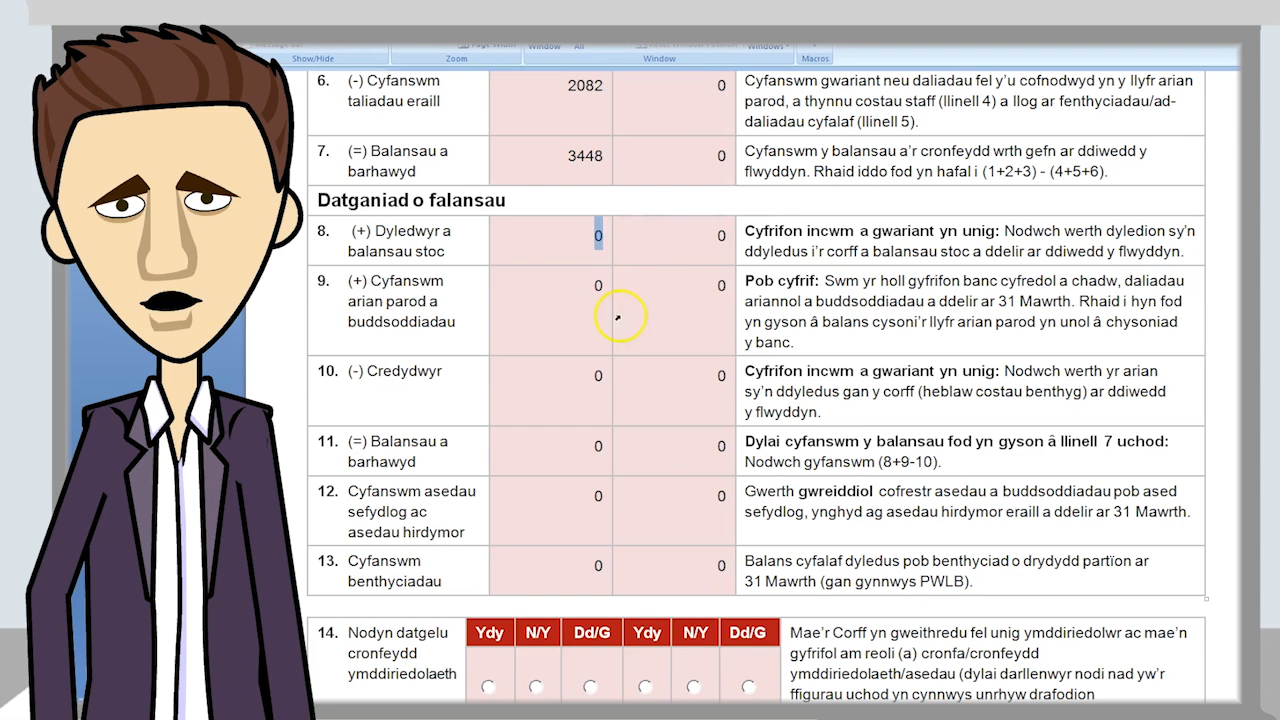 Page Width Window All Reset Window Position Windows
Show/Hide Zoom Window Macros
6. (-) Cyfanswm
taliadau eraill
2082 0
Cyfanswm gwariant neu daliadau fel y'u cofnodwyd yn y llyfr arian
parod, a thynnu costau staff (llinell 4) a llog ar fenthyciadau/ad-
daliadau cyfalaf (llinell 5).
7. (=) Balansau a
barhawyd
3448 0
Cyfanswm y balansau a'r cronfeydd wrth gefn ar ddiwedd y
flwyddyn. Rhaid iddo fod yn hafal i (1+2+3) - (4+5+6).
Datganiad o falansau
8. (+) Dyledwyr a
balansau stoc
0 0
Cyfrifon incwm a gwariant yn unig: Nodwch werth dyledion sy'n
ddyledus i'r corff a balansau stoc a ddelir ar ddiwedd y flwyddyn.
9. (+) Cyfanswm
arian parod a
buddsoddiadau
0 0
Pob cyfrif: Swm yr holl gyfrifon banc cyfredol a chadw, daliadau
ariannol a buddsoddiadau a ddelir ar 31 Mawrth. Rhaid i hyn fod
yn gyson â balans cysoni'r llyfr arian parod yn unol â chysoniad
y banc.
10. (-) Credydwyr
0 0
Cyfrifon incwm a gwariant yn unig: Nodwch werth yr arian
sy'n ddyledus gan y corff (heblaw costau benthyg) ar ddiwedd
y flwyddyn.
11. (=) Balansau a
barhawyd
0 0
Dylai cyfanswm y balansau fod yn gyson â llinell 7 uchod:
Nodwch gyfanswm (8+9-10).
12. Cyfanswm asedau
sefydlog ac
asedau hirdymor
0 0
Gwerth gwreiddiol cofrestr asedau a buddsoddiadau pob ased
sefydlog, ynghyd ag asedau hirdymor eraill a ddelir ar 31 Mawrth.
13. Cyfanswm
benthyciadau
0 0
Balans cyfalaf dyledus pob benthyciad o drydydd partïon ar
31 Mawrth (gan gynnwys PWLB).
14. Nodyn datgelu
cronfeydd
ymddiriedolaeth
Ydy N/Y Dd/G Ydy N/Y Dd/G
Mae'r Corff yn gweithredu fel unig ymddiriedolwr ac mae'n
gyfrifol am reoli (a) cronfa/cronfeydd
ymddiriedolaeth/asedau (dylai darllenwyr nodi nad yw'r
ffigurau uchod yn cynnwys unrhyw drafodion